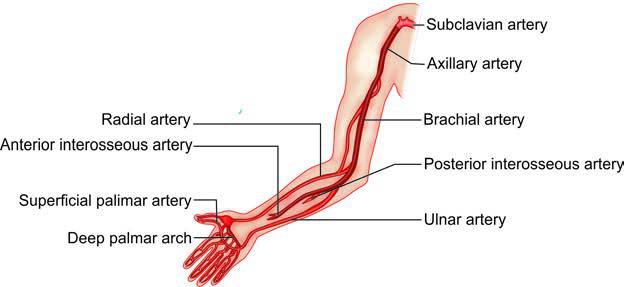 Subclavian artery
Axillary artery
Radial artery
Brachial artery
Anterior interosseous artery
Posterior interosseous artery
Superficial palimar artery
Ulnar artery
Deep palmar arch